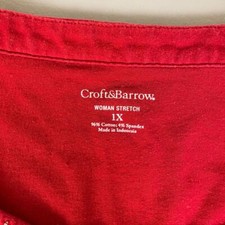 Croft&Barrow®
WOMAN STRETCH
1X
96% Cotton/ 4% Spandex
Made in Indonesia